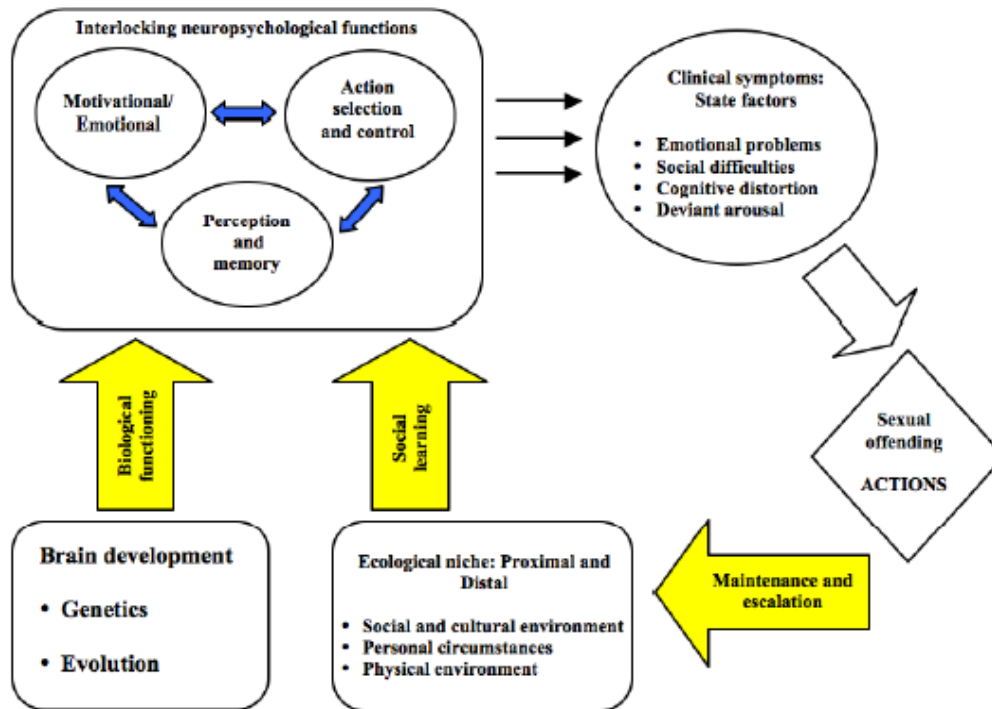 Interlocking neuropsychological functions
Motivational/
Emotional
Action
selection
and control
Perception
and
memory
Clinical symptoms:
State factors
• Emotional problems
• Social difficulties
• Cognitive distortion
• Deviant arousal
Biological
functioning
Social
learning
Sexual
offending
ACTIONS
Brain development
• Genetics
• Evolution
Ecological niche: Proximal and
Distal
• Social and cultural environment
• Personal circumstances
• Physical environment
Maintenance and
escalation